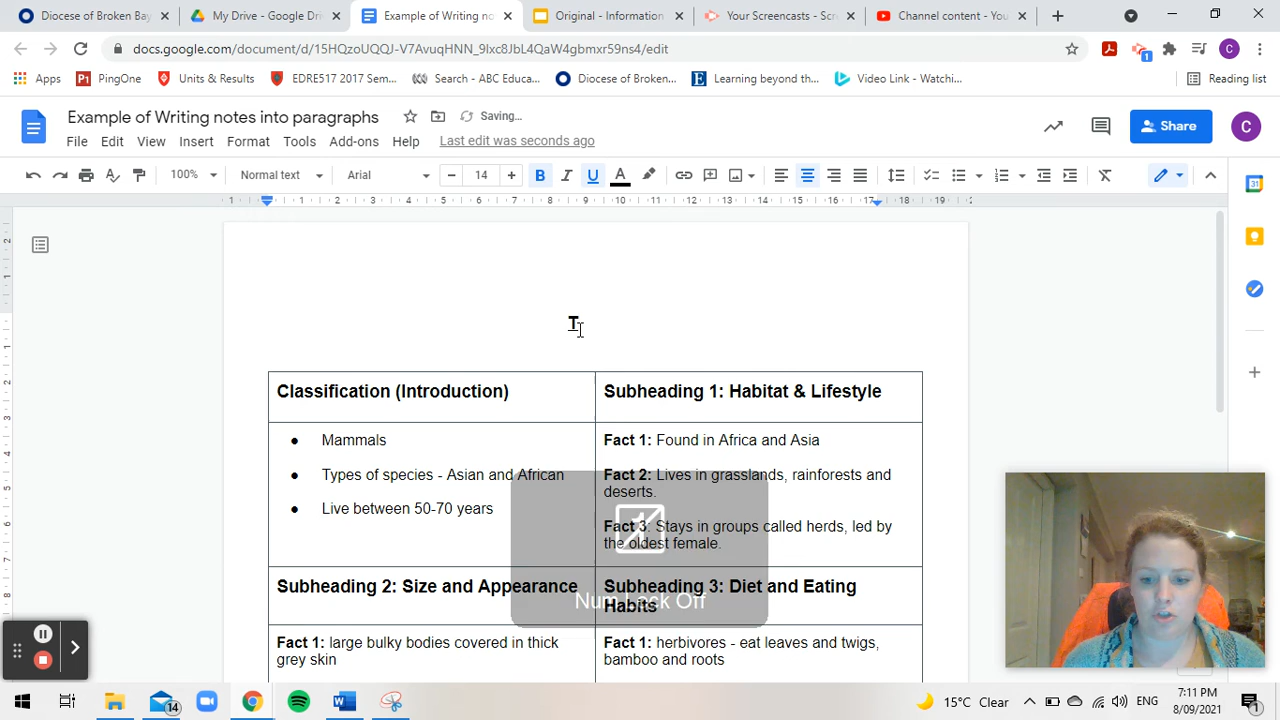 Diocese of Broken Bay
My Drive - Google Dri
Example of Writing no
Original - Information
Your Screencasts - Scr
Channel content - You
docs.google.com/document/d/15HQzoUQQJ-V7AvuqHNN_9lxc8JbL4QaW4gbmxr59ns4/edit
Apps
PingOne
Units & Results
EDRE517 2017 Sem...
Search - ABC Educa...
Diocese of Broken...
Learning beyond th...
Video Link - Watchi...
Reading list
Example of Writing notes into paragraphs
Saving...
File Edit View Insert Format Tools Add-ons Help
Last edit was seconds ago
Share
C
100%
Normal text
Arial
14
T
Classification (Introduction)
Subheading 1: Habitat & Lifestyle
Mammals
Types of species - Asian and African
Live between 50-70 years
Fact 1: Found in Africa and Asia
Fact 2: Lives in grasslands, rainforests and
deserts.
Fact 3: Stays in groups called herds, led by
the oldest female.
Num Lock Off
Subheading 2: Size and Appearance
Subheading 3: Diet and Eating
Habits
Fact 1: large bulky bodies covered in thick
grey skin
Fact 1: herbivores - eat leaves and twigs,
bamboo and roots
14
15°C Clear
ENG
7:11 PM
8/09/2021